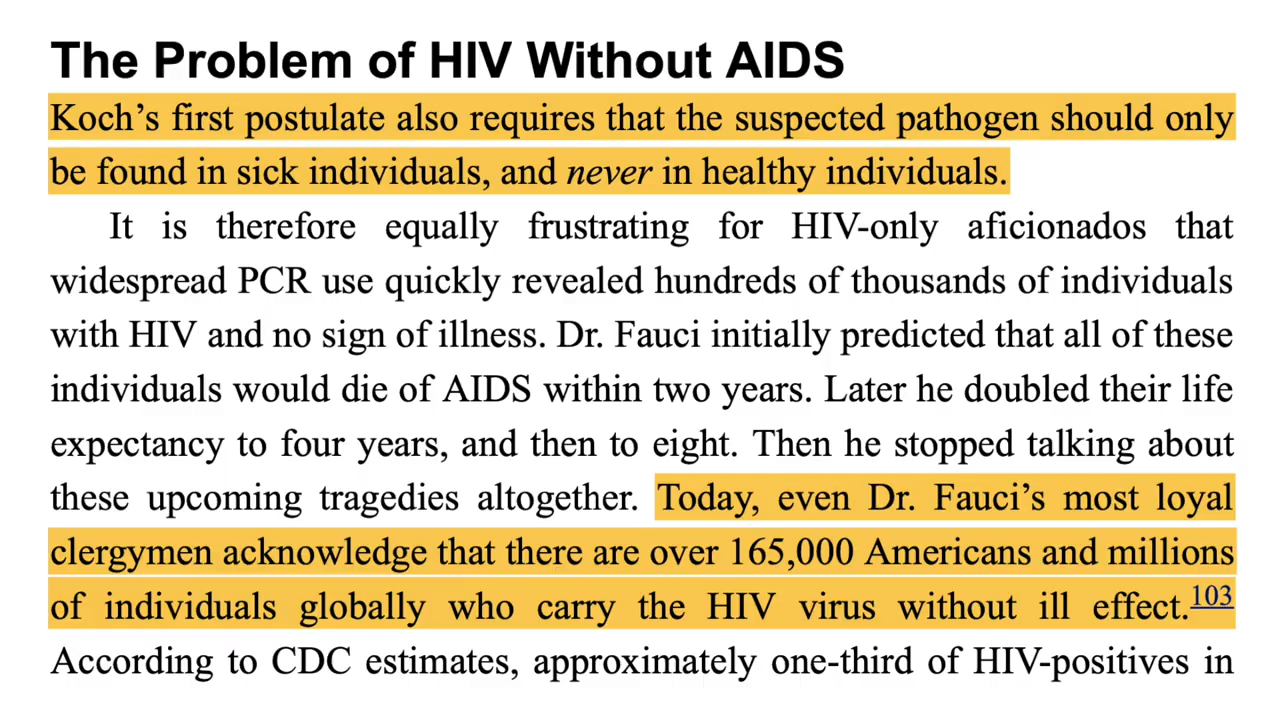 The Problem of HIV Without AIDS
Koch’s first postulate also requires that the suspected pathogen should only
be found in sick individuals, and never in healthy individuals.
It is therefore equally frustrating for HIV-only aficionados that
widespread PCR use quickly revealed hundreds of thousands of individuals
with HIV and no sign of illness. Dr. Fauci initially predicted that all of these
individuals would die of AIDS within two years. Later he doubled their life
expectancy to four years, and then to eight. Then he stopped talking about
these upcoming tragedies altogether. Today, even Dr. Fauci’s most loyal
clergymen acknowledge that there are over 165,000 Americans and millions
of individuals globally who carry the HIV virus without ill effect.103
According to CDC estimates, approximately one-third of HIV-positives in